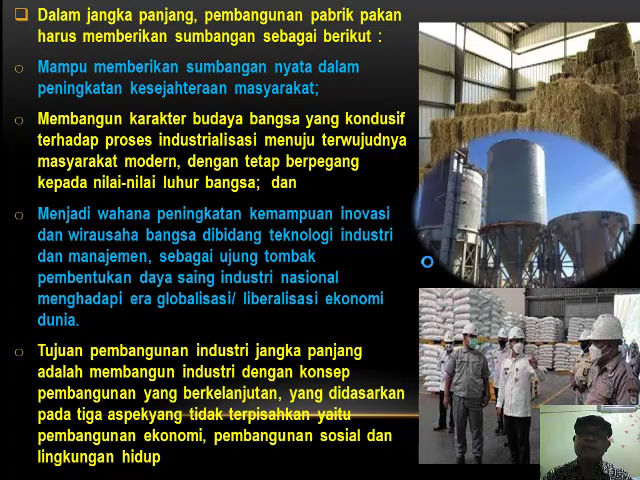 Dalam jangka panjang, pembangunan pabrik pakan
harus memberikan sumbangan sebagai berikut :
Mampu memberikan sumbangan nyata dalam
peningkatan kesejahteraan masyarakat;
Membangun karakter budaya bangsa yang kondusif
terhadap proses industrialisasi menuju terwujudnya
masyarakat modern, dengan tetap berpegang
kepada nilai-nilai luhur bangsa; dan
Menjadi wahana peningkatan kemampuan inovasi
dan wirausaha bangsa dibidang teknologi industri
dan manajemen, sebagai ujung tombak
pembentukan daya saing industri nasional
menghadapi era globalisasi/ liberalisasi ekonomi
dunia.
Tujuan pembangunan industri jangka panjang
adalah membangun industri dengan konsep
pembangunan yang berkelanjutan, yang didasarkan
pada tiga aspekyang tidak terpisahkan yaitu
pembangunan ekonomi, pembangunan sosial dan
lingkungan hidup